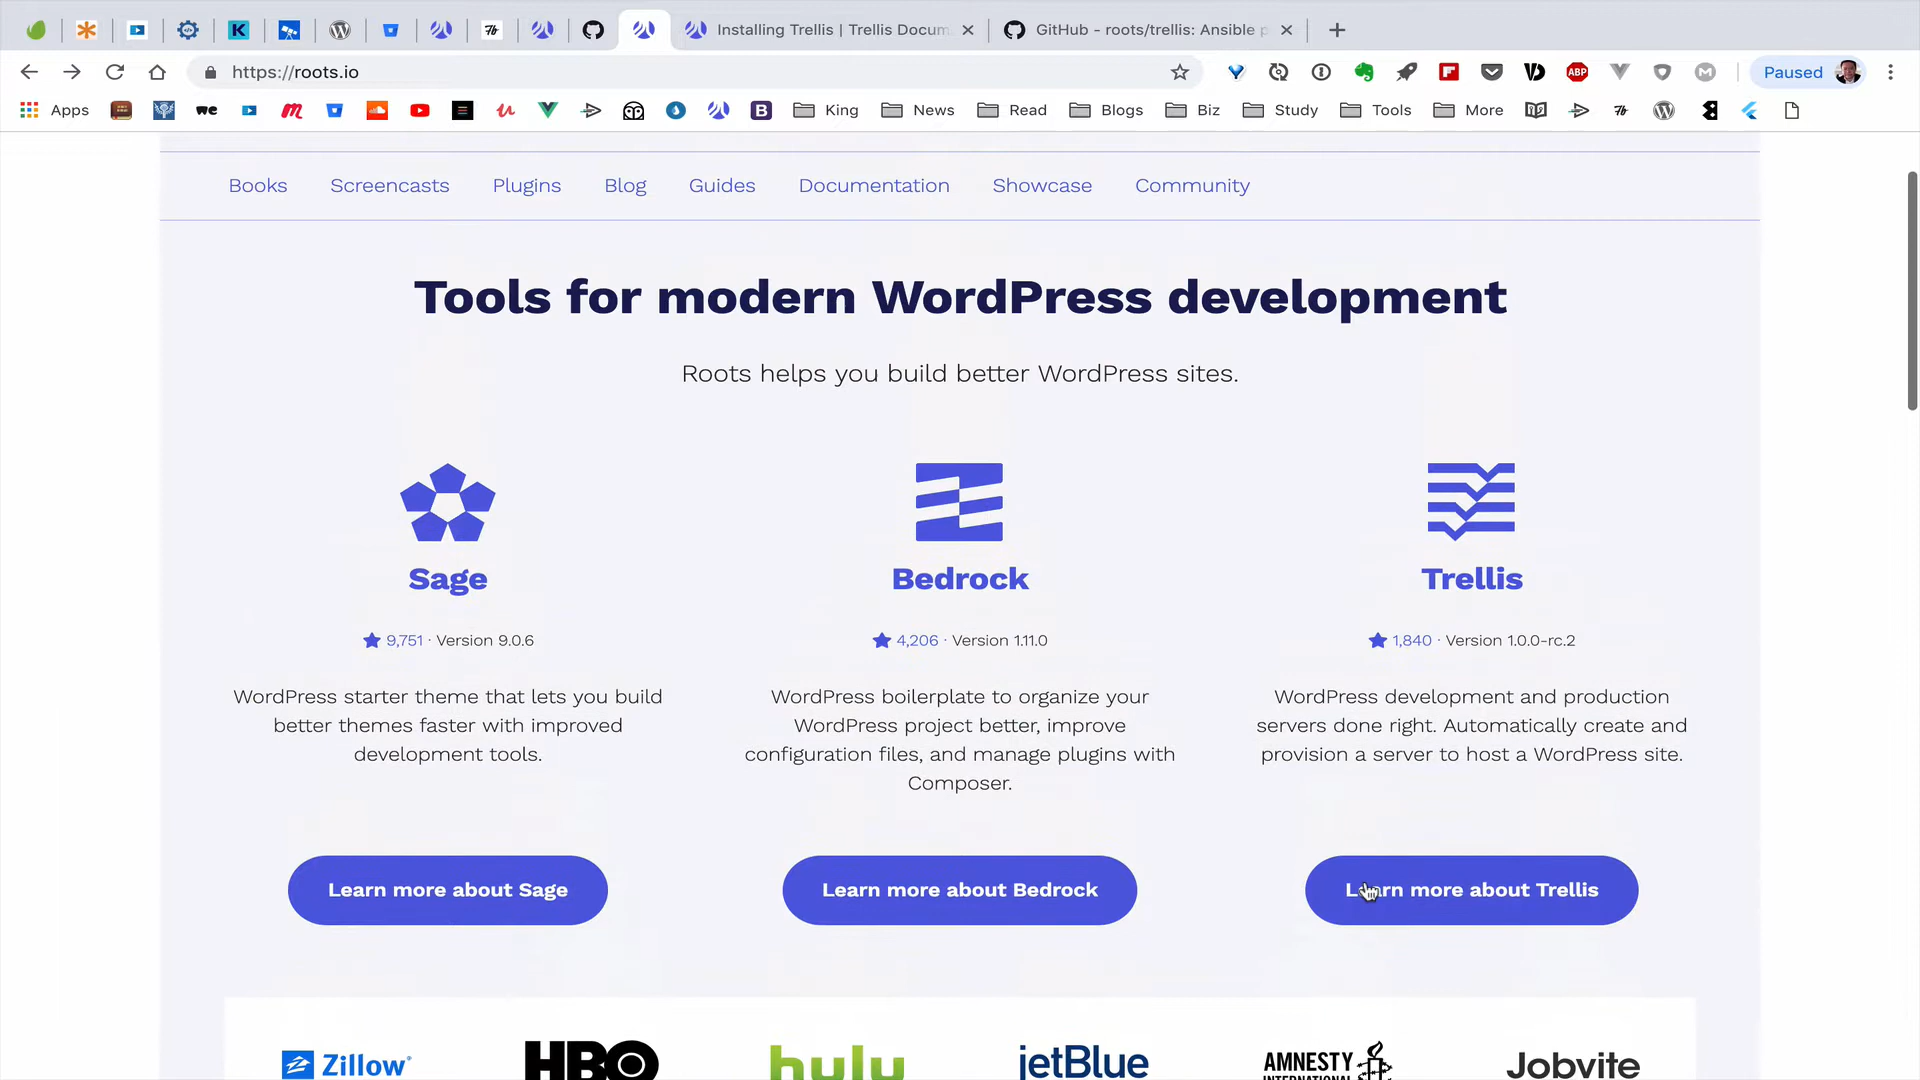 Installing Trellis | Trellis Docum
GitHub - roots/trellis: Ansible p
https://roots.io
ABP
Paused
Apps
we
King
News
Read
Blogs
Biz
Study
Tools
More
Books
Screencasts
Plugins
Blog
Guides
Documentation
Showcase
Community
Tools for modern WordPress development
Roots helps you build better WordPress sites.
Sage
9,751 · Version 9.0.6
WordPress starter theme that lets you build
better themes faster with improved
development tools.
Learn more about Sage
Bedrock
4,206 · Version 1.11.0
WordPress boilerplate to organize your
WordPress project better, improve
configuration files, and manage plugins with
Composer.
Learn more about Bedrock
Trellis
1,840 · Version 1.0.0-rc.2
WordPress development and production
servers done right. Automatically create and
provision a server to host a WordPress site.
Learn more about Trellis
Zillow
HBO
hulu
jetBlue
AMNESTY
INTERNATIONAL
Jobvite